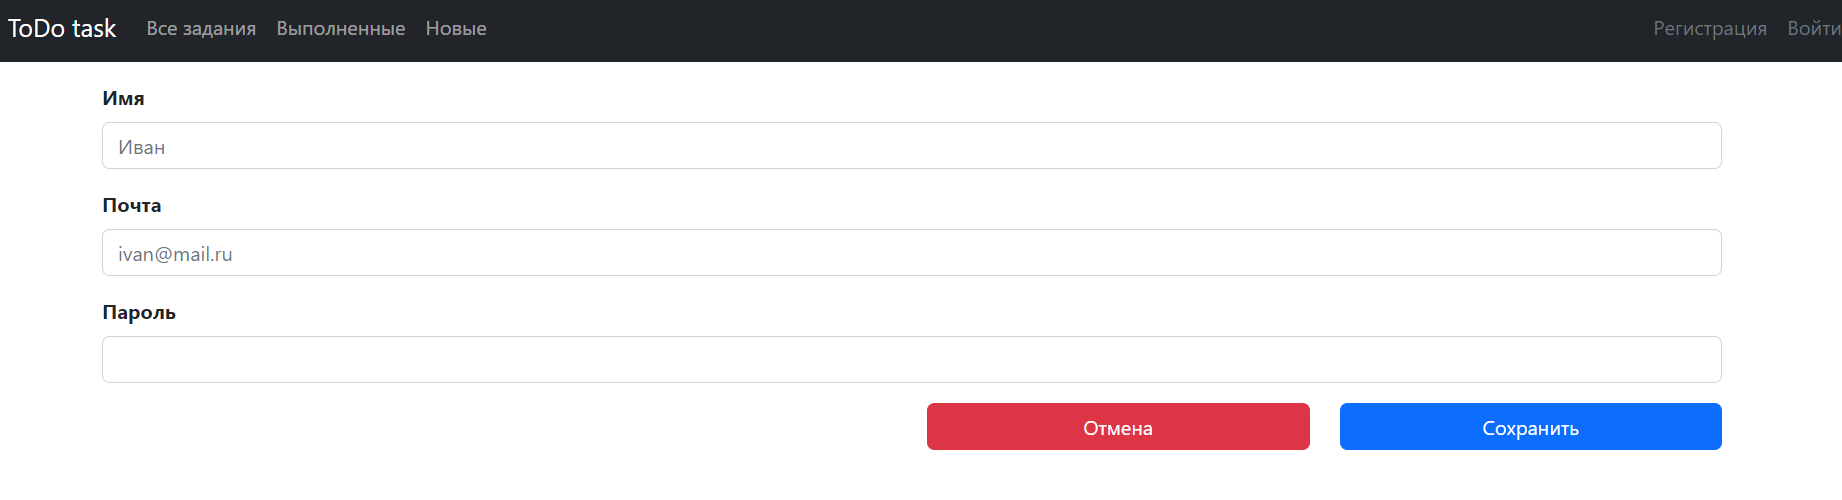 ToDo task Все задания Выполненные Новые Регистрация Войти
Имя
Иван
Почта
ivan@mail.ru
Пароль
Отмена Сохранить